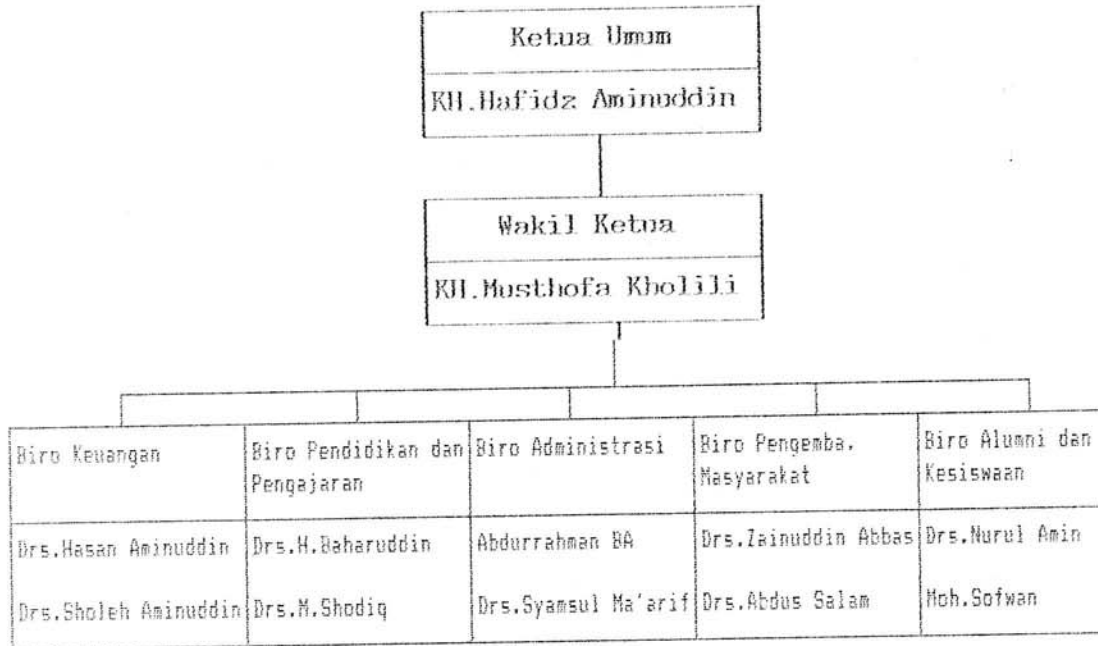 Ketua Umum
KH.Hafidz Aminuddin
Wakil Ketua
KH.Musthofa Kholili
Biro Keuangan
Biro Pendidikan dan
Pengajaran
Biro Administrasi
Biro Pengemba.
Masyarakat
Biro Alumni dan
Kesiswaan
Drs.Hasan Aminuddin
Drs.Sholeh Aminuddin
Drs.H.Baharuddin
Drs.M.Shodiq
Abdurrahman BA
Drs.Syamsul Ma'arif
Drs.Zainuddin Abbas
Drs.Abdus Salam
Drs.Nurul Amin
Moh.Sofwan